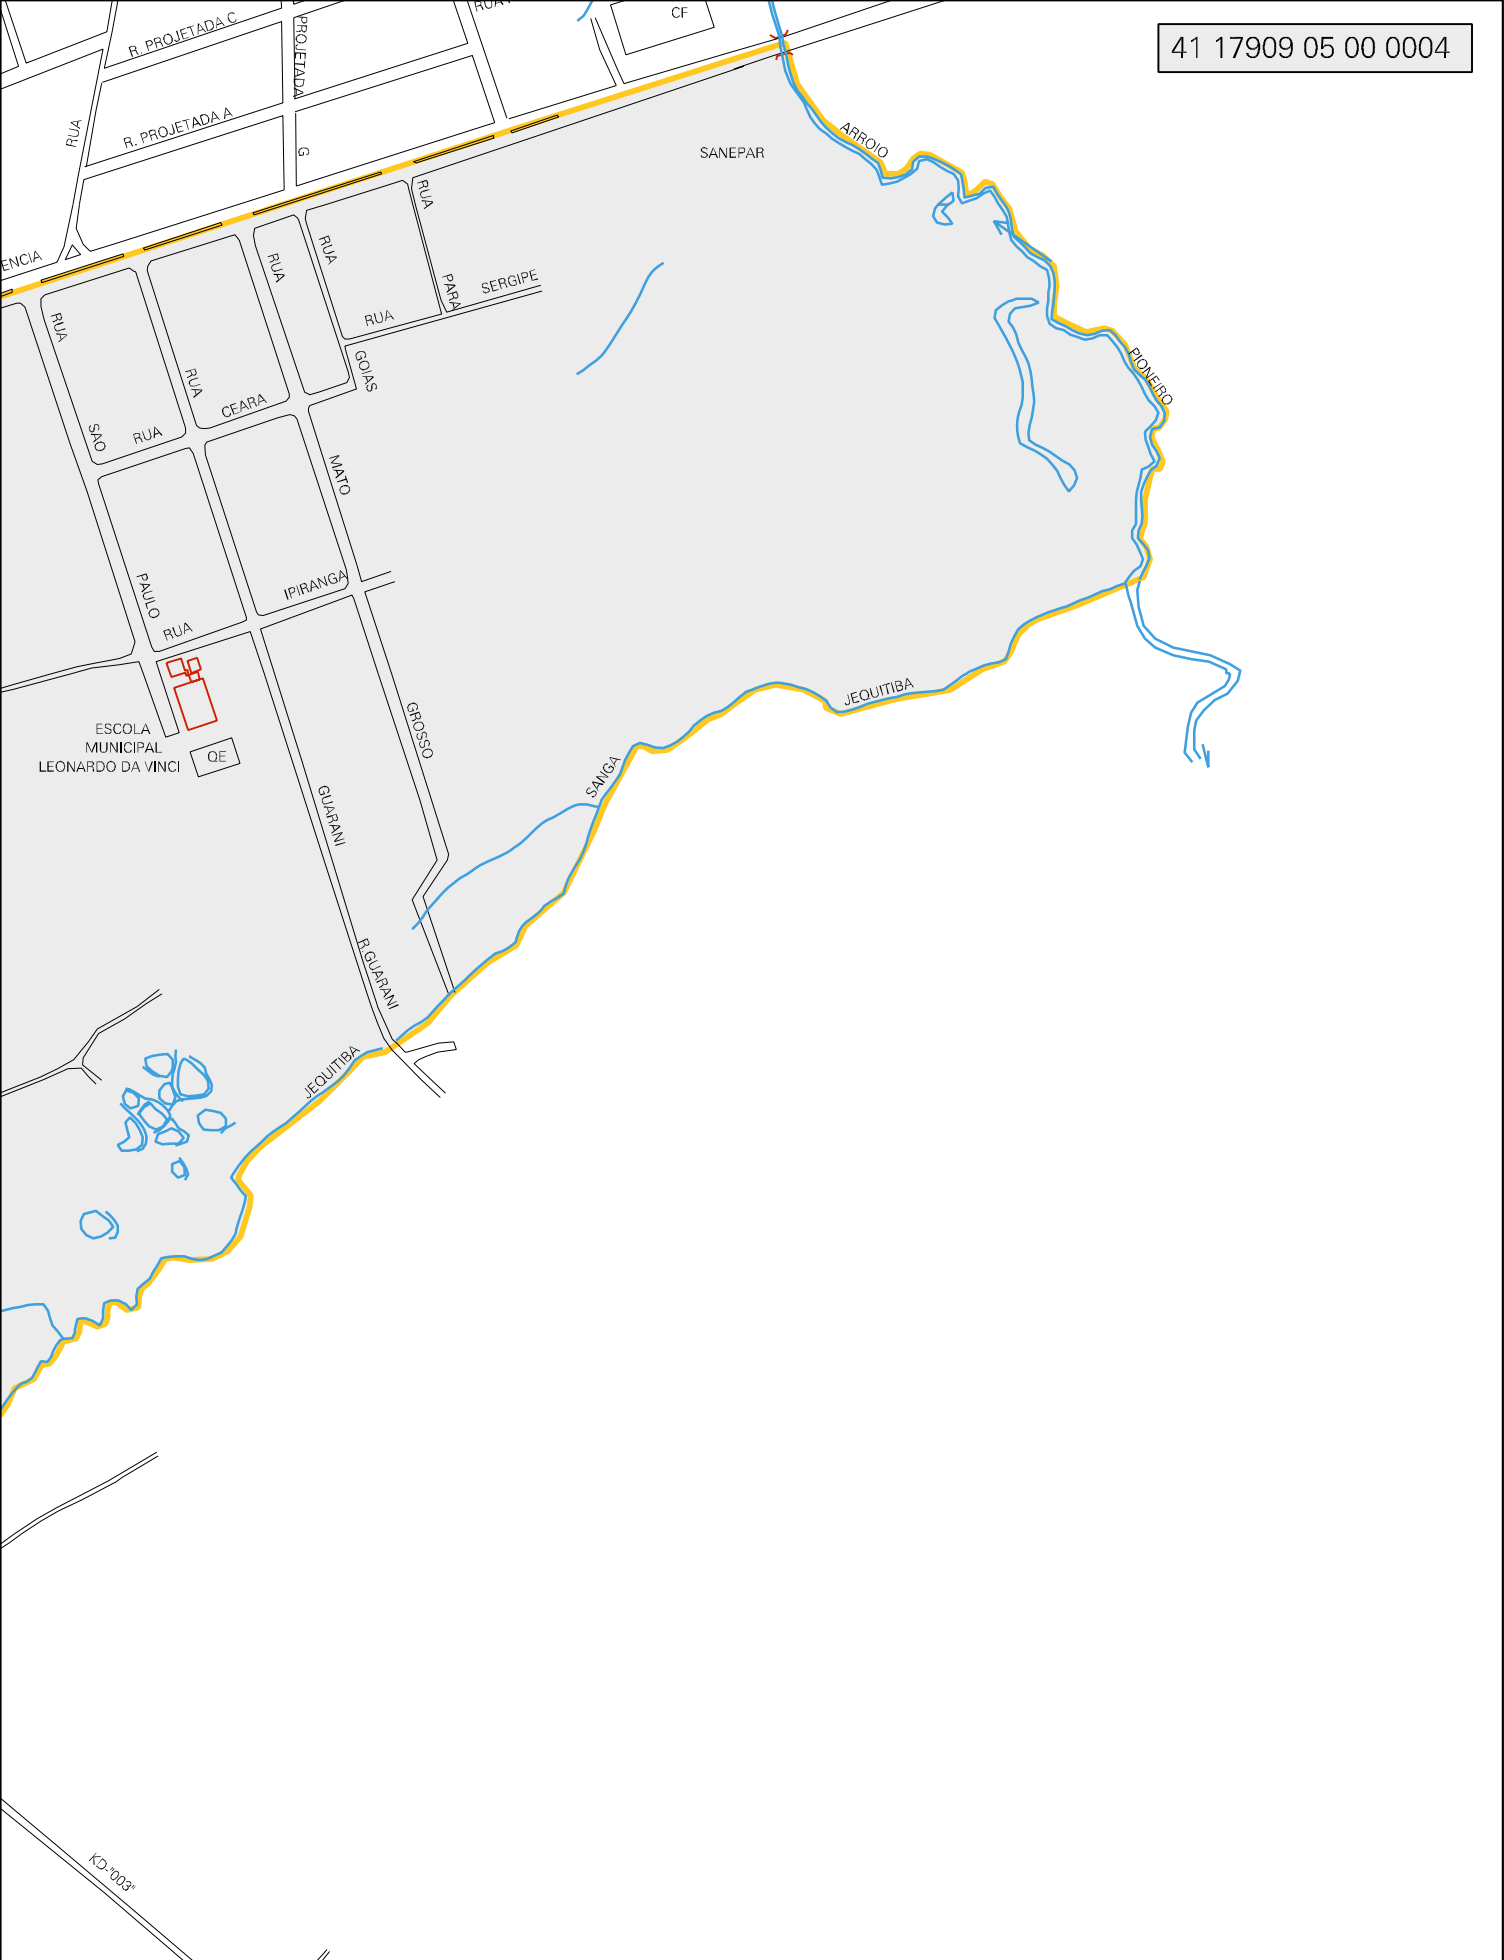 CF
41 17909 05 00 0004
R. PROJETADA C
PROJETADA
G
RUA
R. PROJETADA A
ARROIO
SANEPAR
PIONEIRO
ENCIA
RUA
SAO
PAULO
RUA
RUA
CEARA
RUA
RUA
RUA
GOIAS
RUA
SERGIPE
RUA
PARA
MATO
GROSSO
RUA
IPIRANGA
ESCOLA
MUNICIPAL
LEONARDO DA VINCI
QE
GUARANI
R.GUARANI
SANGA
JEQUITIBA
JEQUITIBA
KD-"003"